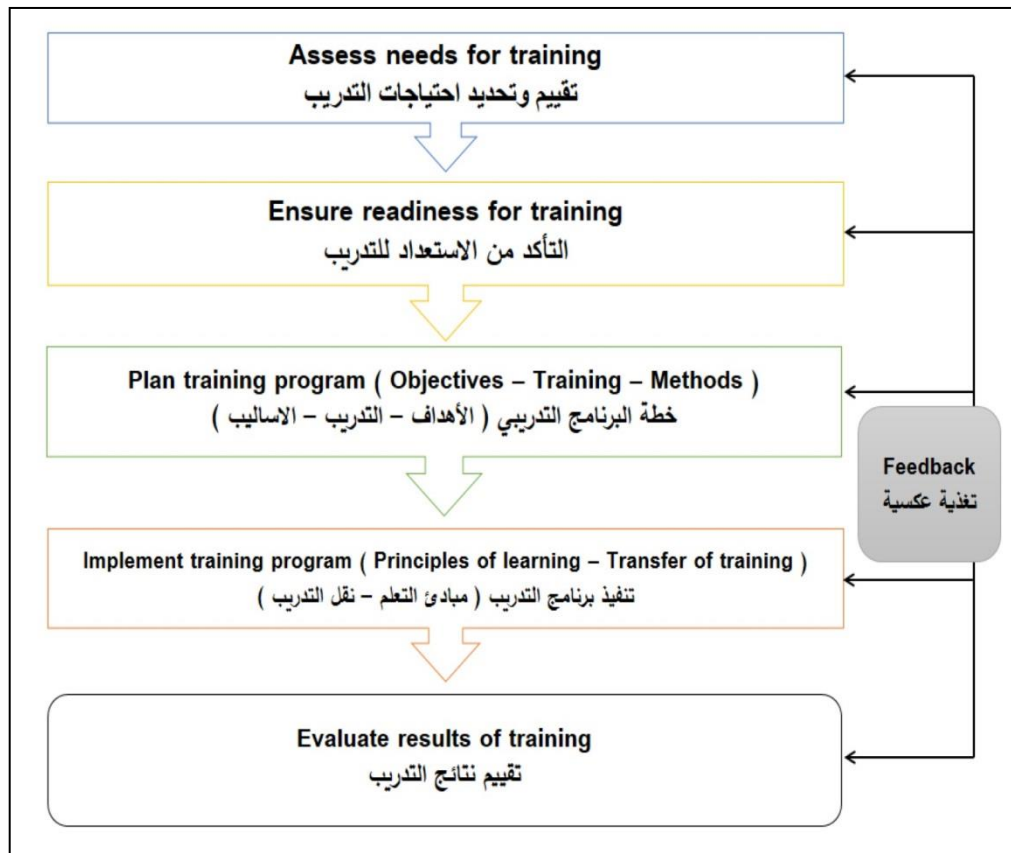 Assess needs for training
تقييم وتحديد احتياجات التدريب
Ensure readiness for training
التأكد من الاستعداد للتدريب
Plan training program ( Objectives – Training – Methods )
خطة البرنامج التدريبي ( الأهداف – التدريب – الاساليب )
Feedback
تغذية عكسية
Implement training program ( Principles of learning – Transfer of training )
تنفيذ برنامج التدريب ( مبادئ التعلم – نقل التدريب )
Evaluate results of training
تقييم نتائج التدريب